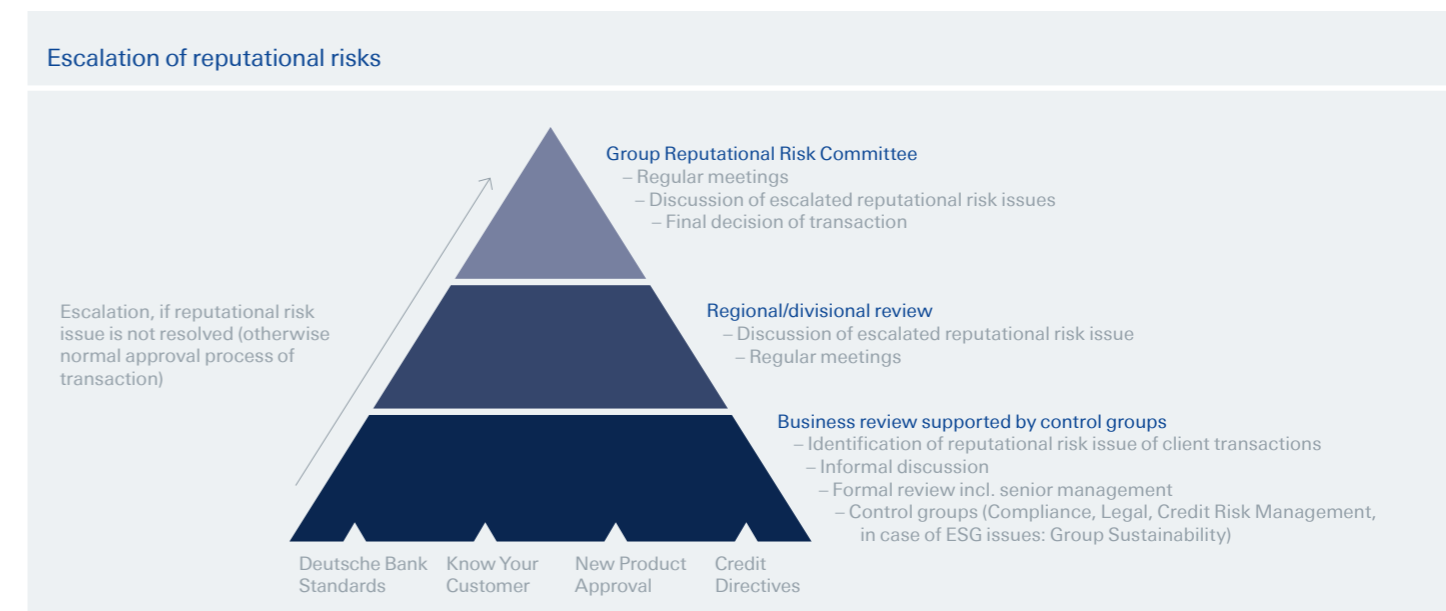 Escalation of reputational risks
Group Reputational Risk Committee
– Regular meetings
– Discussion of escalated reputational risk issues
– Final decision of transaction
Escalation, if reputational risk
issue is not resolved (otherwise
normal approval process of
transaction)
Regional/divisional review
– Discussion of escalated reputational risk issue
– Regular meetings
Business review supported by control groups
– Identification of reputational risk issue of client transactions
– Informal discussion
– Formal review incl. senior management
– Control groups (Compliance, Legal, Credit Risk Management,
in case of ESG issues: Group Sustainability)
Deutsche Bank
Standards
Know Your
Customer
New Product
Approval
Credit
Directives